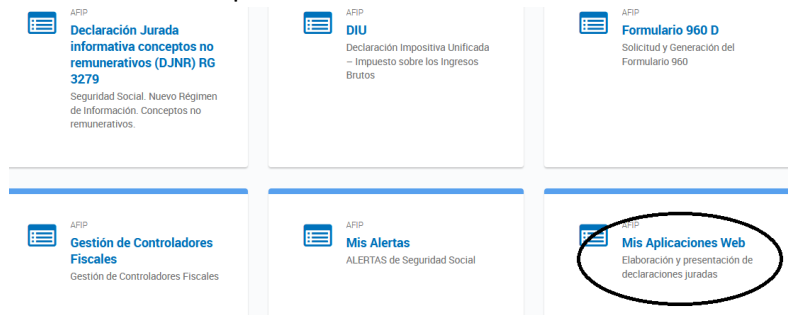 AFIP
Declaración Jurada
informativa conceptos no
remunerativos (DJNR) RG
3279
Seguridad Social. Nuevo Régimen
de Información. Conceptos no
remunerativos.
AFIP
DIU
Declaración Impositiva Unificada
– Impuesto sobre los Ingresos
Brutos
AFIP
Formulario 960 D
Solicitud y Generación del
Formulario 960
AFIP
Gestión de Controladores
Fiscales
Gestión de Controladores Fiscales
AFIP
Mis Alertas
ALERTAS de Seguridad Social
AFIP
Mis Aplicaciones Web
Elaboración y presentación de
declaraciones juradas